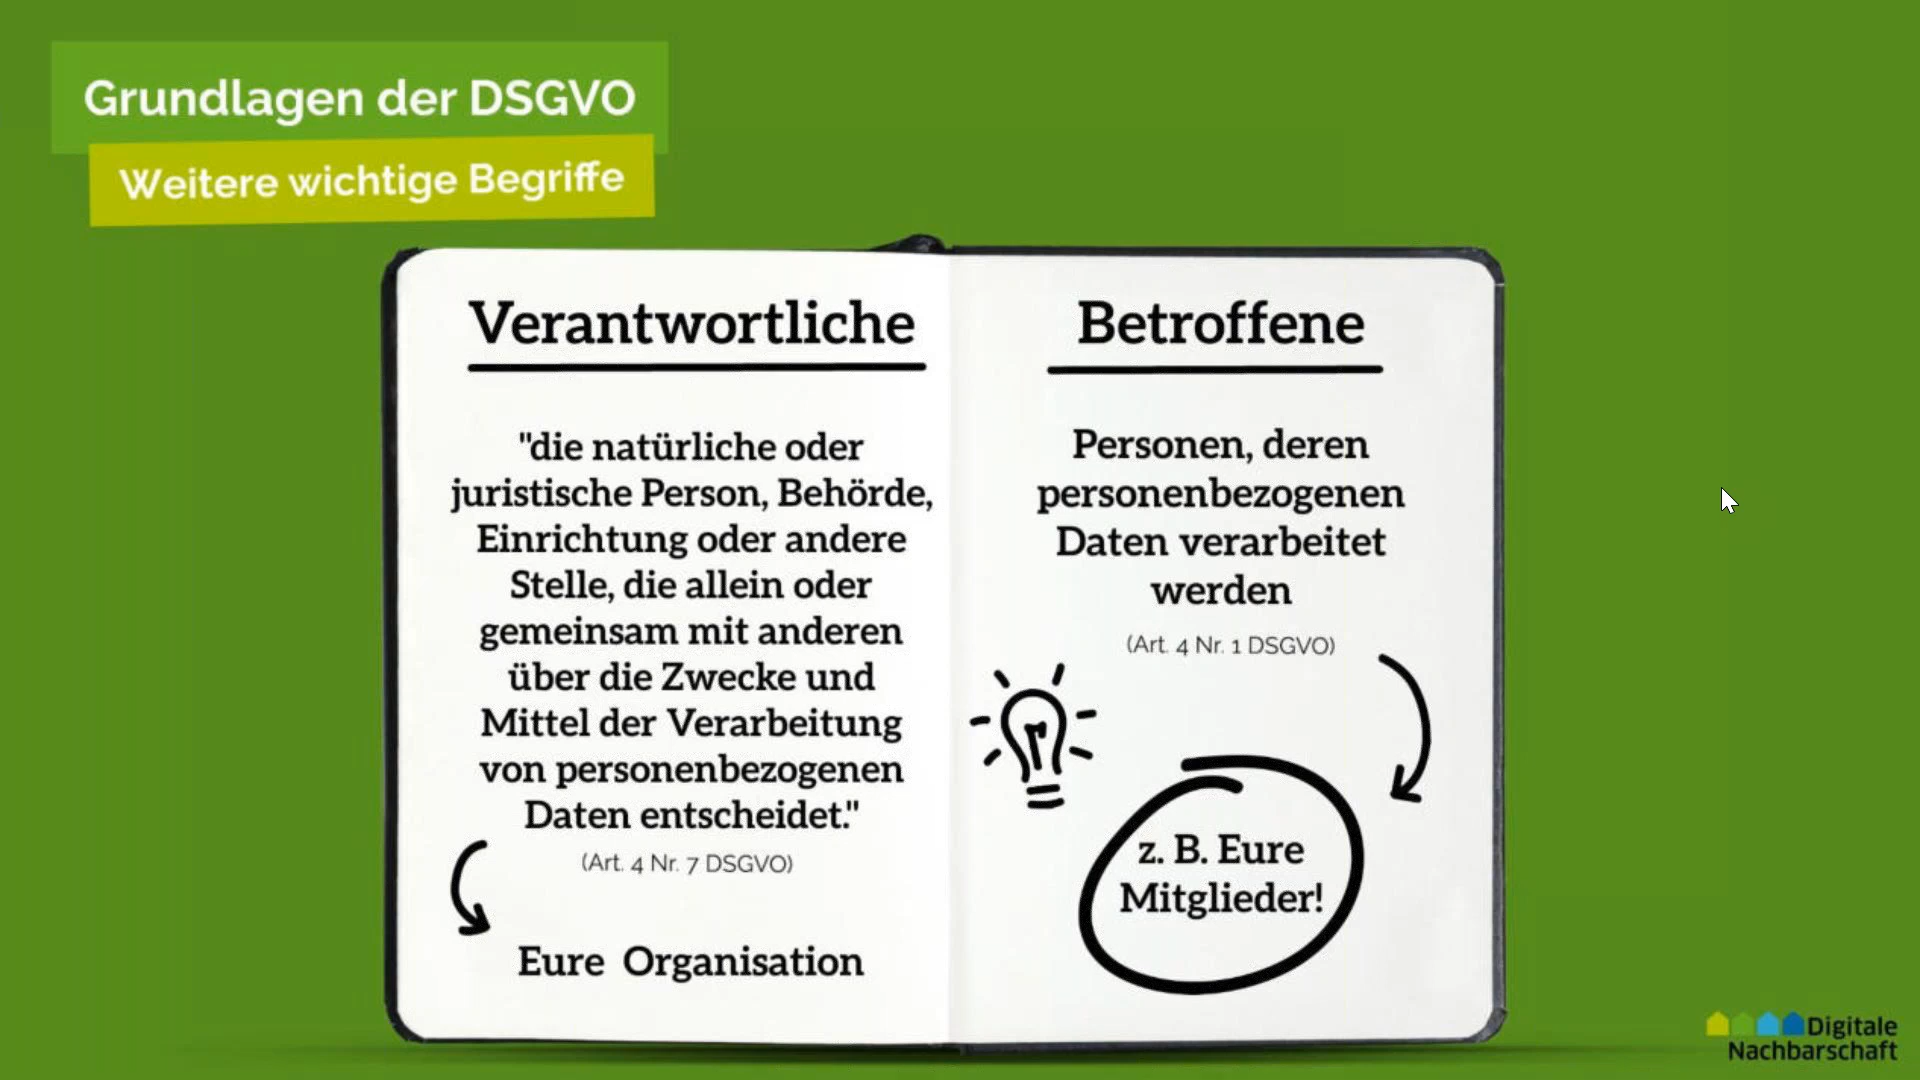 Grundlagen der DSGVO
Weitere wichtige Begriffe
Verantwortliche
"die natürliche oder
juristische Person, Behörde,
Einrichtung oder andere
Stelle, die allein oder
gemeinsam mit anderen
über die Zwecke und
Mittel der Verarbeitung
von personenbezogenen
Daten entscheidet."
(Art. 4 Nr. 7 DSGVO)
Eure Organisation
Betroffene
Personen, deren
personenbezogenen
Daten verarbeitet
werden
(Art. 4 Nr. 1 DSGVO)
z. B. Eure
Mitglieder!
Digitale
Nachbarschaft